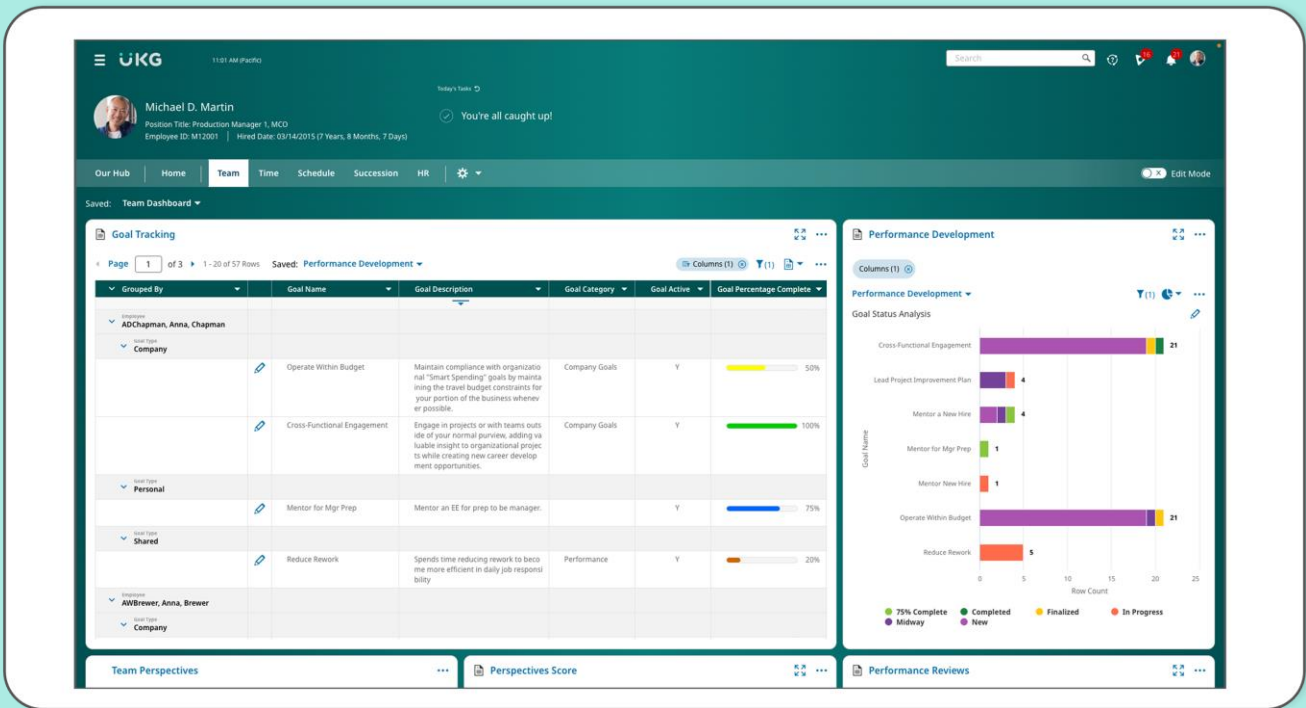 UKG
11:01 AM (Pacific)
Search
16
21
Michael D. Martin
Position Title: Production Manager 1, MCO
Employee ID: M12001 | Hired Date: 03/14/2015 (7 Years, 8 Months, 7 Days)
Today's Tasks
You're all caught up!
Our Hub Home Team Time Schedule Succession HR
Edit Mode
Saved: Team Dashboard
Goal Tracking
Page 1 of 3 1 - 20 of 57 Rows Saved: Performance Development
Columns (1) (1)
Grouped By Goal Name Goal Description Goal Category Goal Active Goal Percentage Complete
Employee
ADChapman, Anna, Chapman
Goal Type
Company
Operate Within Budget
Maintain compliance with organizatio
nal "Smart Spending" goals by mainta
ining the travel budget constraints for
your portion of the business whenev
er possible.
Company Goals
Y
50%
Cross-Functional Engagement
Engage in projects or with teams outs
ide of your normal purview, adding va
luable insight to organizational projec
ts while creating new career develop
ment opportunities.
Company Goals
Y
100%
Goal Type
Personal
Mentor for Mgr Prep
Mentor an EE for prep to be manager.
Y
75%
Goal Type
Shared
Reduce Rework
Spends time reducing rework to beco
me more efficient in daily job responsi
bility
Performance
Y
20%
Employee
AWBrewer, Anna, Brewer
Goal Type
Company
Performance Development
Columns (1)
Performance Development
(1)
Goal Status Analysis
Goal Name
Cross-Functional Engagement 21
Lead Project Improvement Plan 4
Mentor a New Hire 4
Mentor for Mgr Prep 1
Mentor New Hire 1
Operate Within Budget 21
Reduce Rework 5
0 5 10 15 20 25
Row Count
75% Complete Completed Finalized In Progress
Midway New
Team Perspectives
Perspectives Score
Performance Reviews